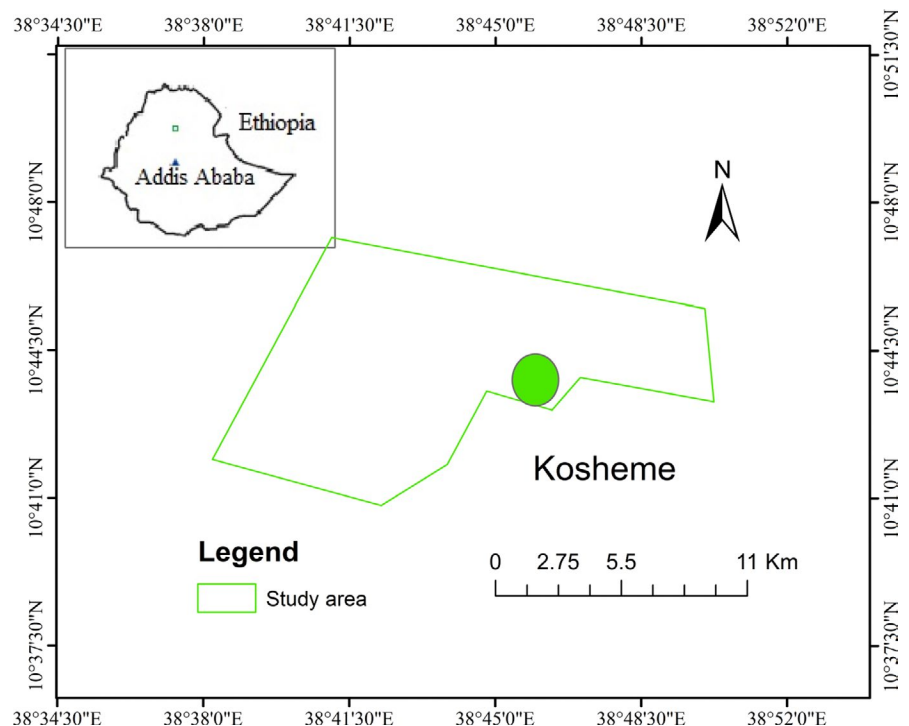 38°34'30"E 38°38'0"E 38°41'30"E 38°45'0"E 38°48'30"E 38°52'0"E
10°51'30"N 10°51'30"N
Ethiopia
Addis Ababa
N
10°48'0"N 10°48'0"N
10°44'30"N 10°44'30"N
Kosheme
10°41'0"N 10°41'0"N
Legend
Study area
0 2.75 5.5 11 Km
10°37'30"N 10°37'30"N
38°34'30"E 38°38'0"E 38°41'30"E 38°45'0"E 38°48'30"E 38°52'0"E